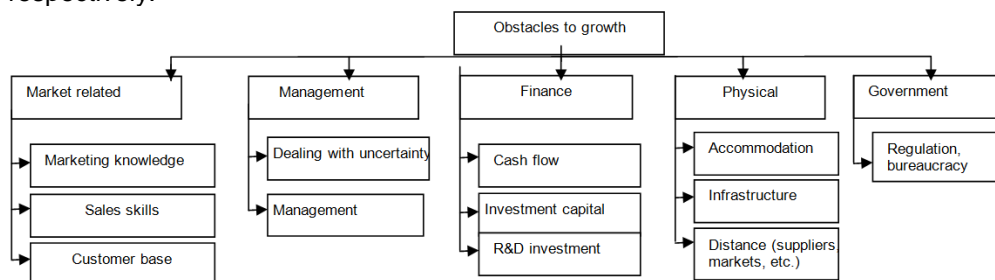 respectively.
Obstacles to growth
Market related
Management
Finance
Physical
Government
Marketing knowledge
Sales skills
Customer base
Dealing with uncertainty
Management
Cash flow
Investment capital
R&D investment
Accommodation
Infrastructure
Distance (suppliers,
markets, etc.)
Regulation,
bureaucracy